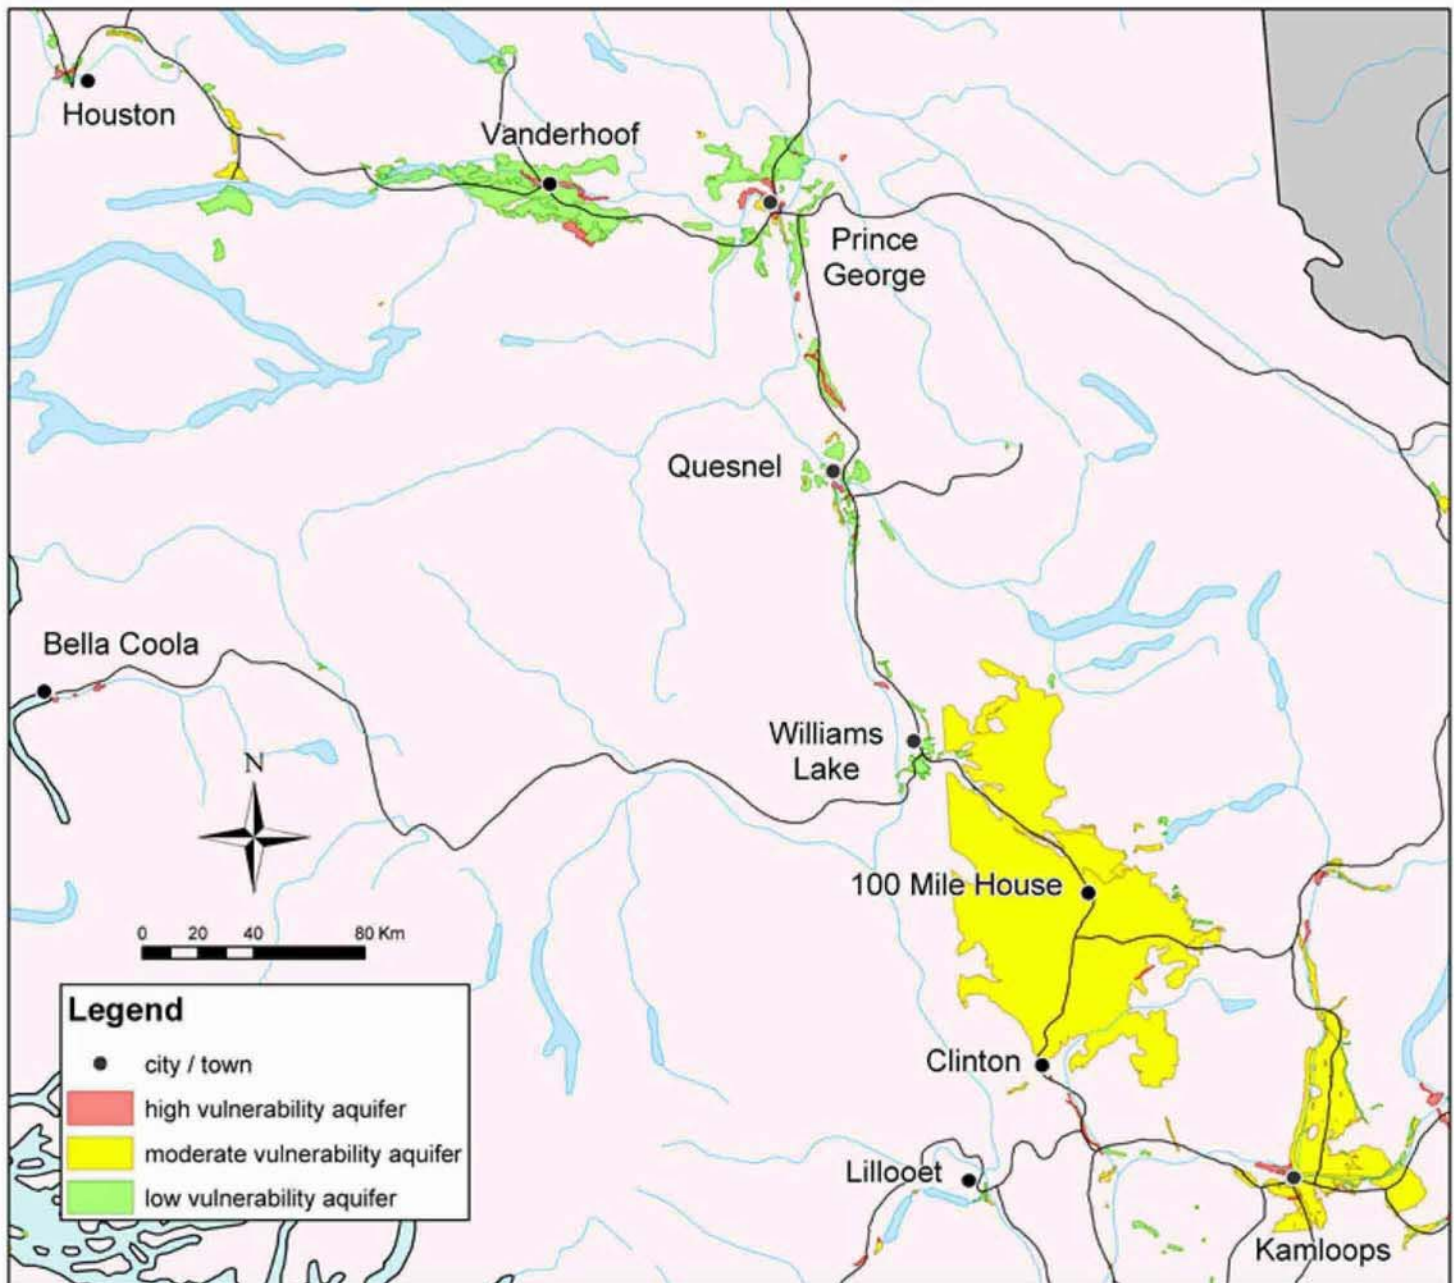 Houston
Vanderhoof
Prince
George
Quesnel
Bella Coola
Williams
Lake
N
100 Mile House
0 20 40 80 Km
Legend
city / town
high vulnerability aquifer
moderate vulnerability aquifer
low vulnerability aquifer
Clinton
Lillooet
Kamloops